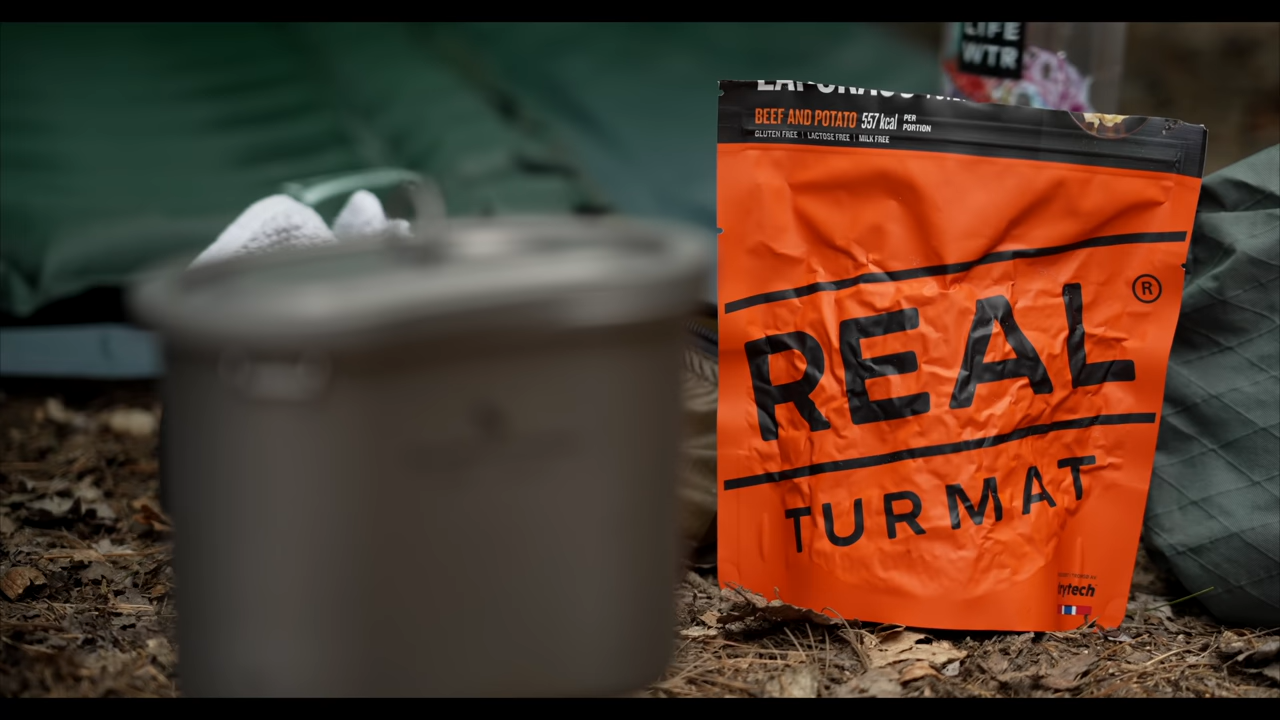 LIFE
WTR
BEEF AND POTATO 557 kcal PER PORTION
GLUTEN FREE | LACTOSE FREE | MILK FREE
REAL®
TURMAT